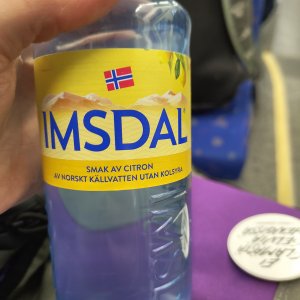 IMSDAL
SMAK AV CITRON
AV NORSKT KÄLLVATTEN UTAN KOLSYRA